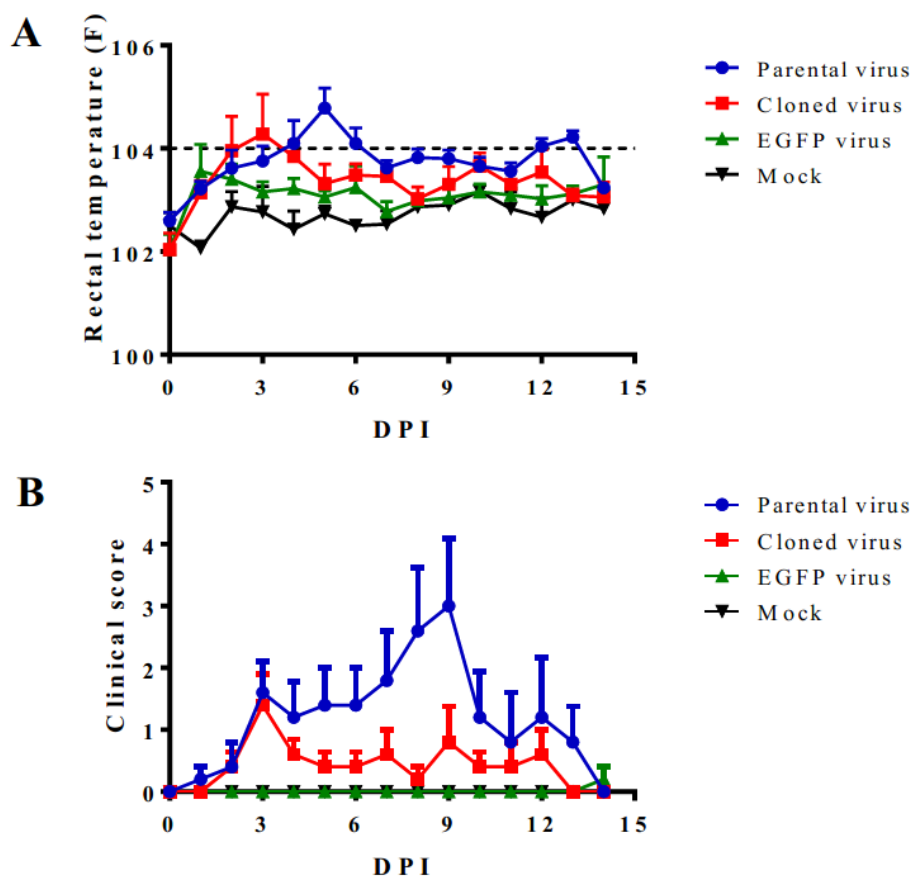 A
Rectal temperature (F)
106
104
102
100
0 3 6 9 12 15
DPI
Parental virus
Cloned virus
EGFP virus
Mock
B
Clinical score
5
4
3
2
1
0
0 3 6 9 12 15
DPI
Parental virus
Cloned virus
EGFP virus
Mock